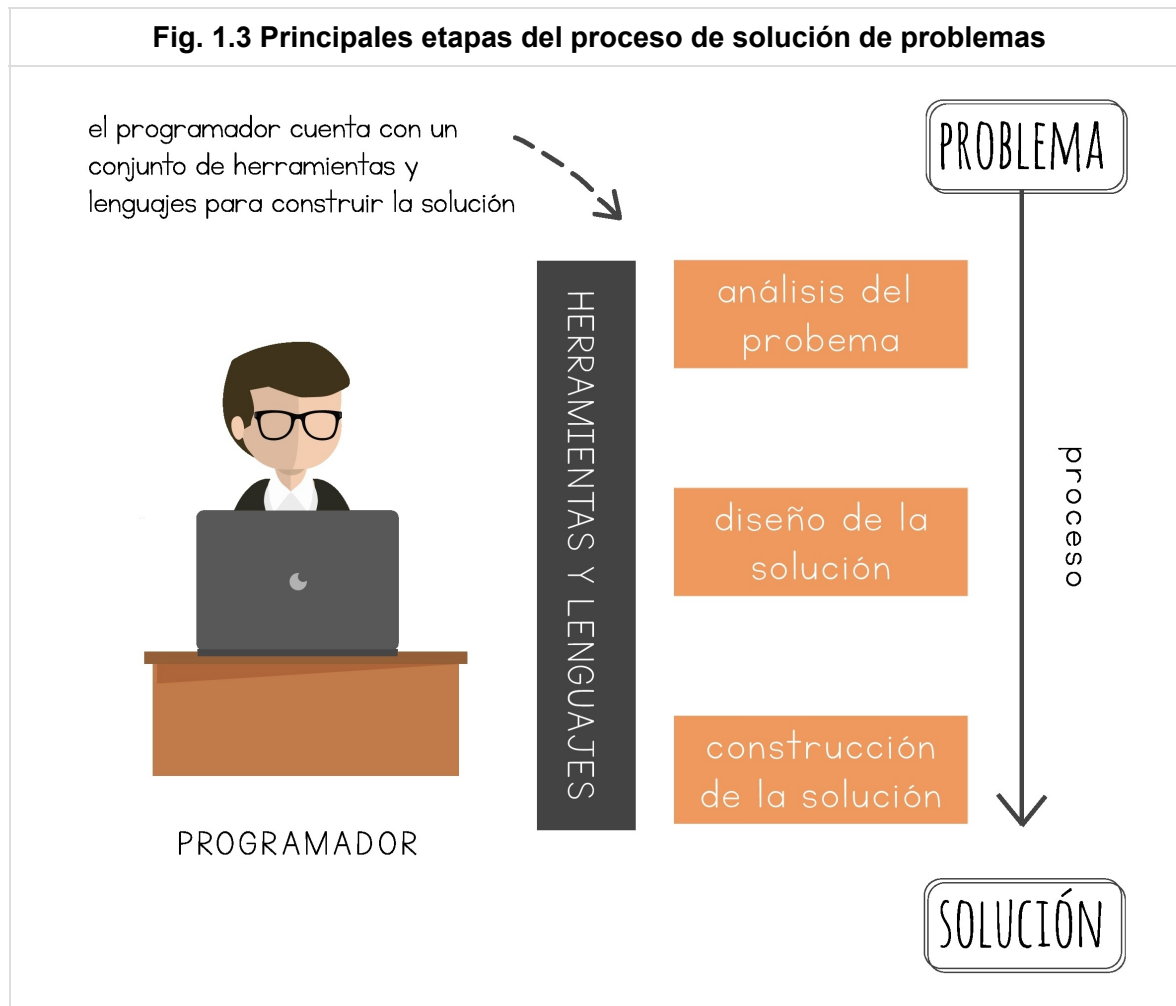 Fig. 1.3 Principales etapas del proceso de solución de problemas
el programador cuenta con un
conjunto de herramientas y
lenguajes para construir la solución
PROBLEMA
HERRAMIENTAS Y LENGUAJES
análisis del
probema
proceso
diseño de la
solución
construcción
de la solución
PROGRAMADOR
SOLUCIÓN